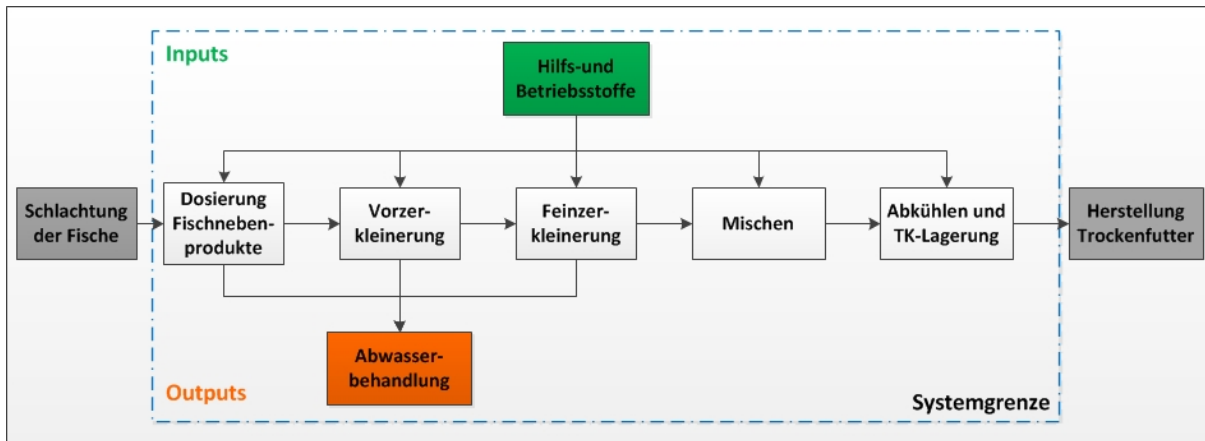 Inputs
Hilfs-und
Betriebsstoffe
Schlachtung
der Fische
Dosierung
Fischneben-
produkte
Vorzer-
kleinerung
Feinzer-
kleinerung
Mischen
Abkühlen und
TK-Lagerung
Herstellung
Trockenfutter
Abwasser-
behandlung
Outputs
Systemgrenze